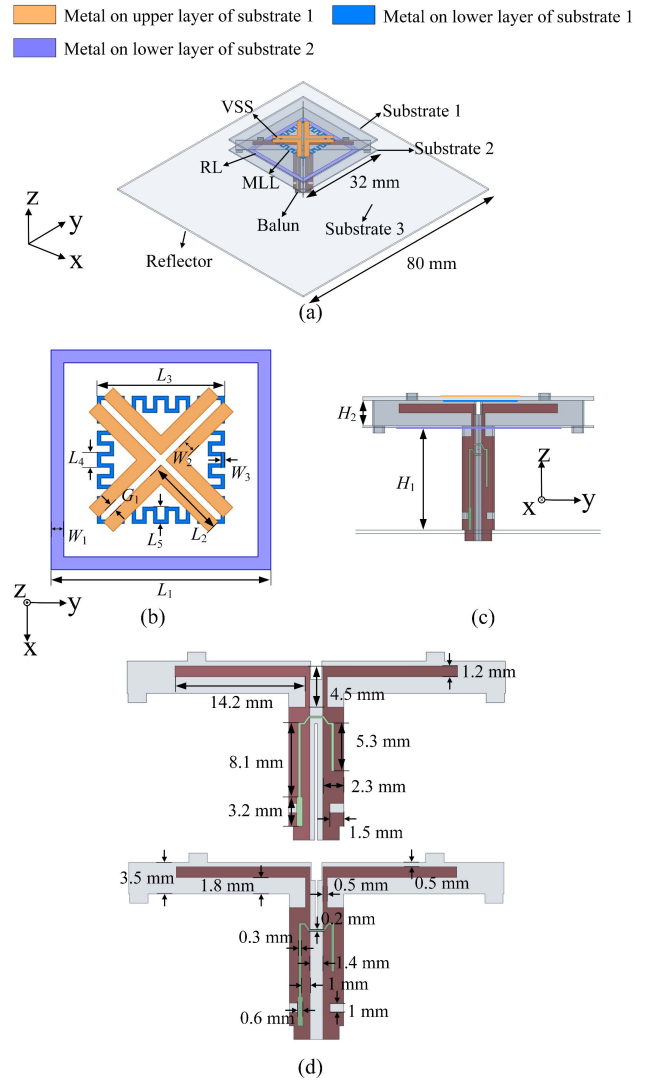 Metal on upper layer of substrate 1
Metal on lower layer of substrate 1
Metal on lower layer of substrate 2
VSS
Substrate 1
Substrate 2
RL
MLL
32 mm
Balun
Substrate 3
Reflector
80 mm
z
y
x
(a)
L3
L4
W2
W3
G1
L2
W1
L5
L1
z
y
x
(b)
H2
H1
z
y
x
(c)
1.2 mm
14.2 mm
4.5 mm
8.1 mm
5.3 mm
2.3 mm
3.2 mm
1.5 mm
3.5 mm
1.8 mm
0.5 mm
0.5 mm
0.2 mm
0.3 mm
1.4 mm
1 mm
0.6 mm
1 mm
(d)